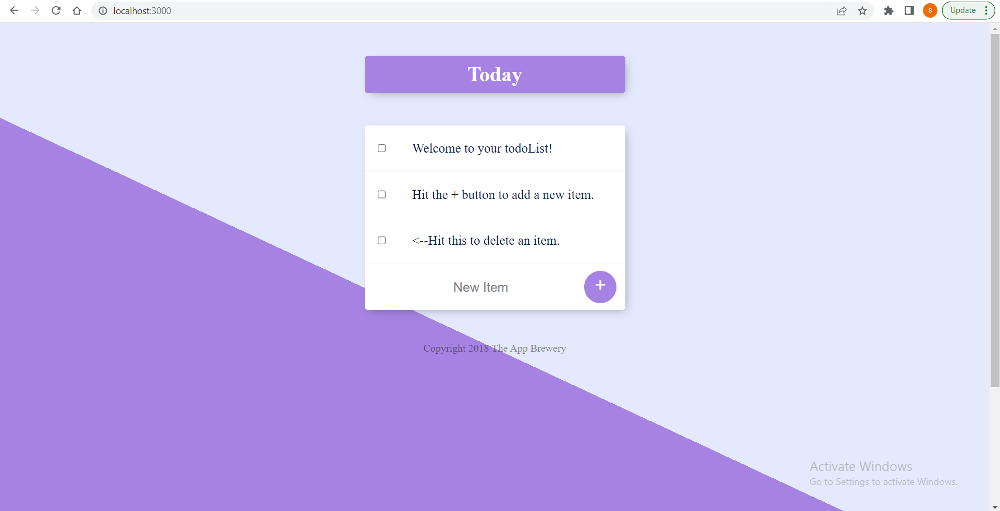 localhost:3000
S
Update
Today
Welcome to your todoList!
Hit the + button to add a new item.
<--Hit this to delete an item.
New Item
+
Copyright 2018 The App Brewery
Activate Windows
Go to Settings to activate Windows.